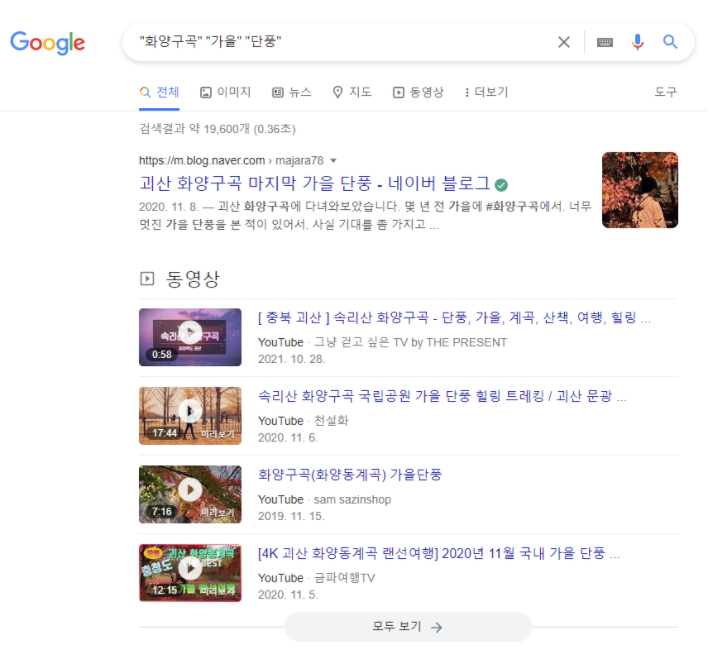 Google
"화양구곡" "가을" "단풍"
전체 이미지 뉴스 지도 동영상 더보기 도구
검색결과 약 19,600개 (0.36초)
https://m.blog.naver.com › majara78
괴산 화양구곡 마지막 가을 단풍 - 네이버 블로그
2020. 11. 8. — 괴산 화양구곡에 다녀와보았습니다. 몇 년 전 가을에 #화양구곡에서. 너무
멋진 가을 단풍을 본 적이 있어서. 사실 기대를 좀 가지고 ...
동영상
[ 충북 괴산 ] 속리산 화양구곡 - 단풍, 가을, 계곡, 산책, 여행, 힐링 ...
YouTube · 그냥 걷고 싶은 TV by THE PRESENT
2021. 10. 28.
0:58
속리산 화양구곡 국립공원 가을 단풍 힐링 트레킹 / 괴산 문광 ...
YouTube · 천설화
2020. 11. 6.
17:44 미리보기
화양구곡(화양동계곡) 가을단풍
YouTube · sam sazinshop
2019. 11. 15.
7:16 미리보기
[4K 괴산 화양동계곡 랜선여행] 2020년 11월 국내 가을 단풍 ...
YouTube · 금파여행TV
2020. 11. 5.
괴산 화양동계곡
충청도
BEST
12:15 미리보기
모두 보기